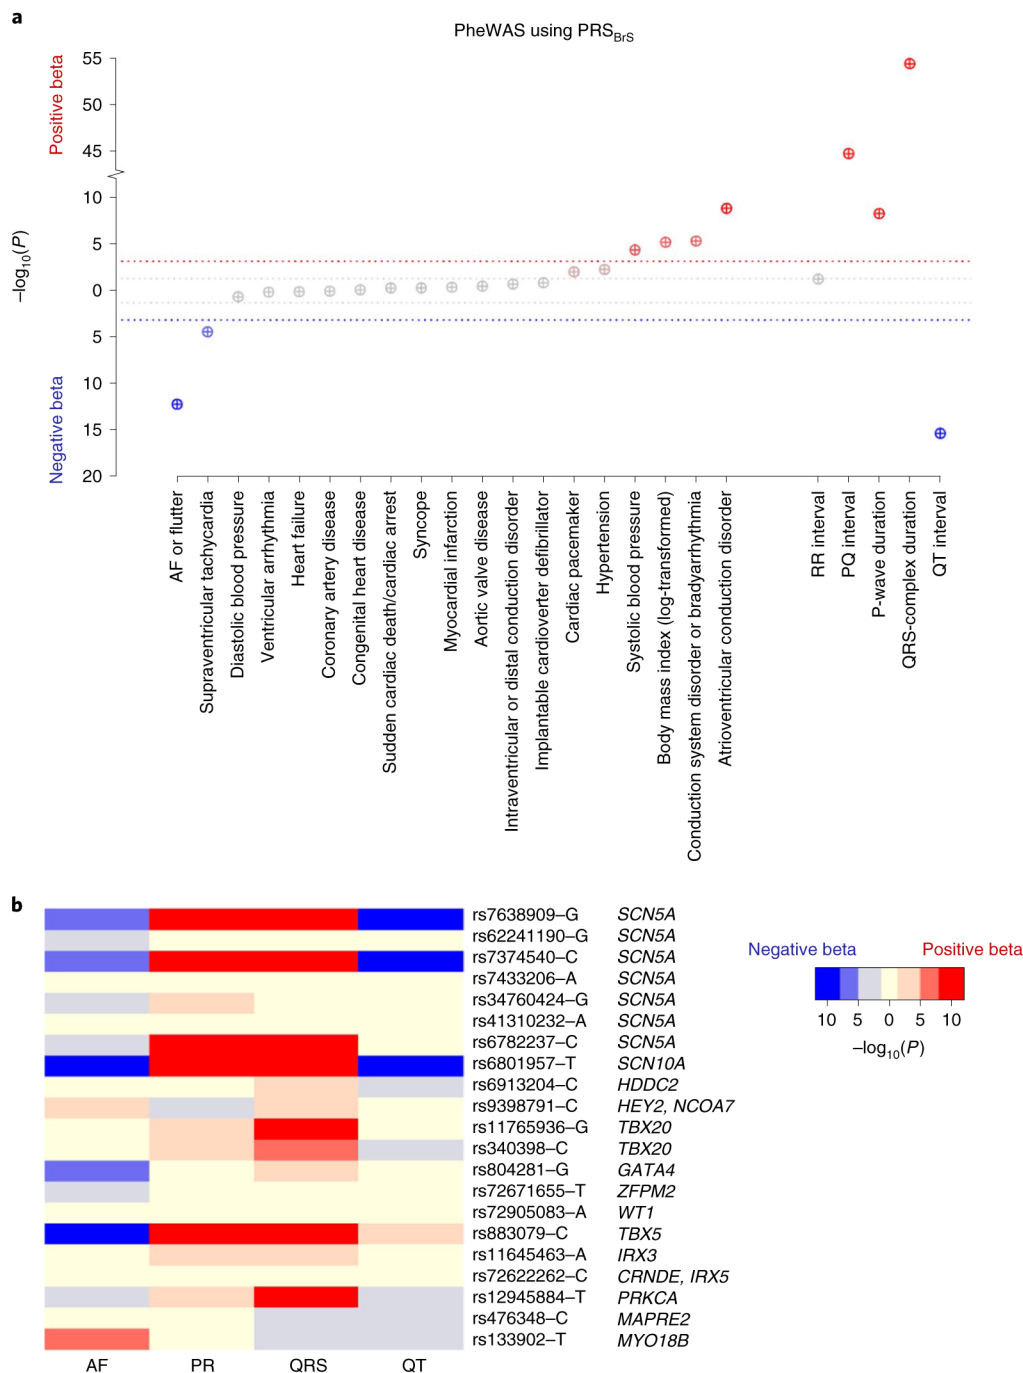 a
PheWAS using PRSBrS
Positive beta
Negative beta
–log10(P)
55
50
45
10
5
0
5
10
15
20
AF or flutter
Supraventricular tachycardia
Diastolic blood pressure
Ventricular arrhythmia
Heart failure
Coronary artery disease
Congenital heart disease
Sudden cardiac death/cardiac arrest
Syncope
Myocardial infarction
Aortic valve disease
Intraventricular or distal conduction disorder
Implantable cardioverter defibrillator
Cardiac pacemaker
Hypertension
Systolic blood pressure
Body mass index (log-transformed)
Conduction system disorder or bradyarrhythmia
Atrioventricular conduction disorder
RR interval
PQ interval
P-wave duration
QRS-complex duration
QT interval
b
rs7638909–G SCN5A
rs62241190–G SCN5A
rs7374540–C SCN5A
rs7433206–A SCN5A
rs34760424–G SCN5A
rs41310232–A SCN5A
rs6782237–C SCN5A
rs6801957–T SCN10A
rs6913204–C HDDC2
rs9398791–C HEY2, NCOA7
rs11765936–G TBX20
rs340398–C TBX20
rs804281–G GATA4
rs72671655–T ZFPM2
rs72905083–A WT1
rs883079–C TBX5
rs11645463–A IRX3
rs72622262–C CRNDE, IRX5
rs12945884–T PRKCA
rs476348–C MAPRE2
rs133902–T MYO18B
AF PR QRS QT
Negative beta Positive beta
10 5 0 5 10
–log10(P)